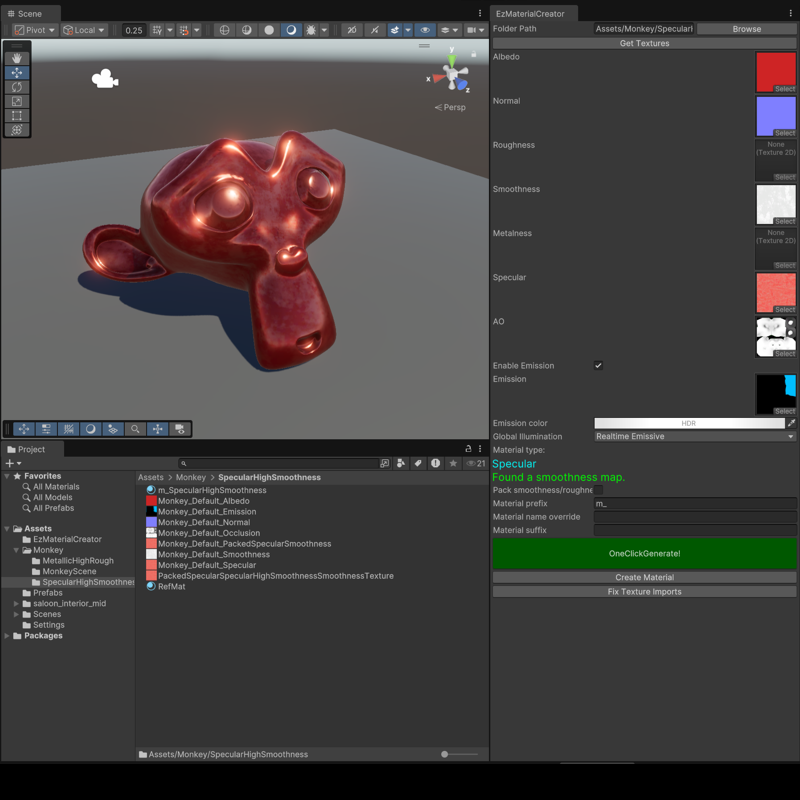 Scene
Pivot
Local
0.25
2D
y
x
z
Persp
Project
21
Favorites
All Materials
All Models
All Prefabs
Assets
EzMaterialCreator
Monkey
MetallicHighRough
MonkeyScene
SpecularHighSmoothnes
Prefabs
saloon_interior_mid
Scenes
Settings
Packages
Assets > Monkey > SpecularHighSmoothness
m_SpecularHighSmoothness
Monkey_Default_Albedo
Monkey_Default_Emission
Monkey_Default_Normal
Monkey_Default_Occlusion
Monkey_Default_PackedSpecularSmoothness
Monkey_Default_Smoothness
Monkey_Default_Specular
PackedSpecularSpecularHighSmoothnessSmoothnessTexture
RefMat
Assets/Monkey/SpecularHighSmoothness
EzMaterialCreator
Folder Path Assets/Monkey/SpecularH Browse
Get Textures
Albedo
Select
Normal
Select
Roughness
None
(Texture 2D)
Select
Smoothness
Select
Metalness
None
(Texture 2D)
Select
Specular
Select
AO
Select
Enable Emission
Emission
Select
Emission color HDR
Global Illumination Realtime Emissive
Material type:
Specular
Found a smoothness map.
Pack smoothness/roughne
Material prefix m_
Material name override
Material suffix
OneClickGenerate!
Create Material
Fix Texture Imports